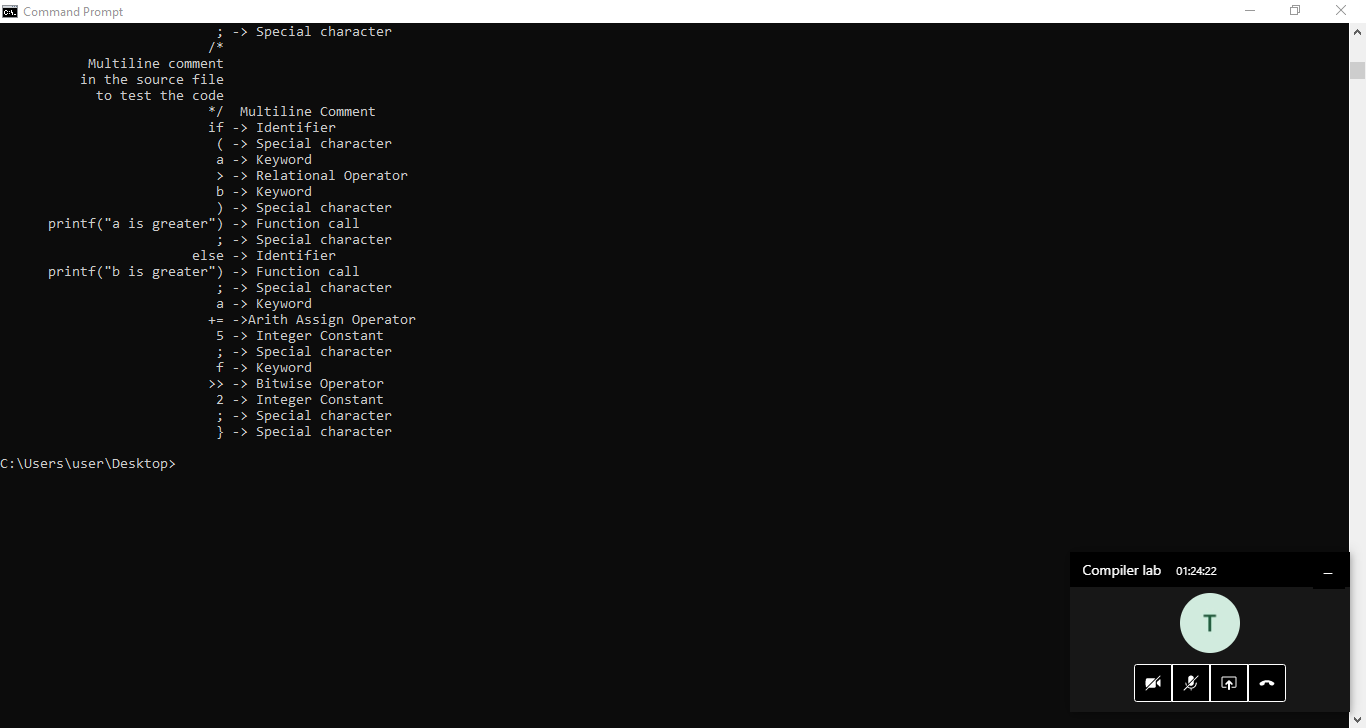 Command Prompt
; -> Special character
/*
Multiline comment
in the source file
to test the code
*/  Multiline Comment
if -> Identifier
( -> Special character
a -> Keyword
> -> Relational Operator
b -> Keyword
) -> Special character
printf("a is greater") -> Function call
; -> Special character
else -> Identifier
printf("b is greater") -> Function call
; -> Special character
a -> Keyword
+= ->Arith Assign Operator
5 -> Integer Constant
; -> Special character
f -> Keyword
>> -> Bitwise Operator
2 -> Integer Constant
; -> Special character
} -> Special character
C:\Users\user\Desktop>
Compiler lab 01:24:22
T